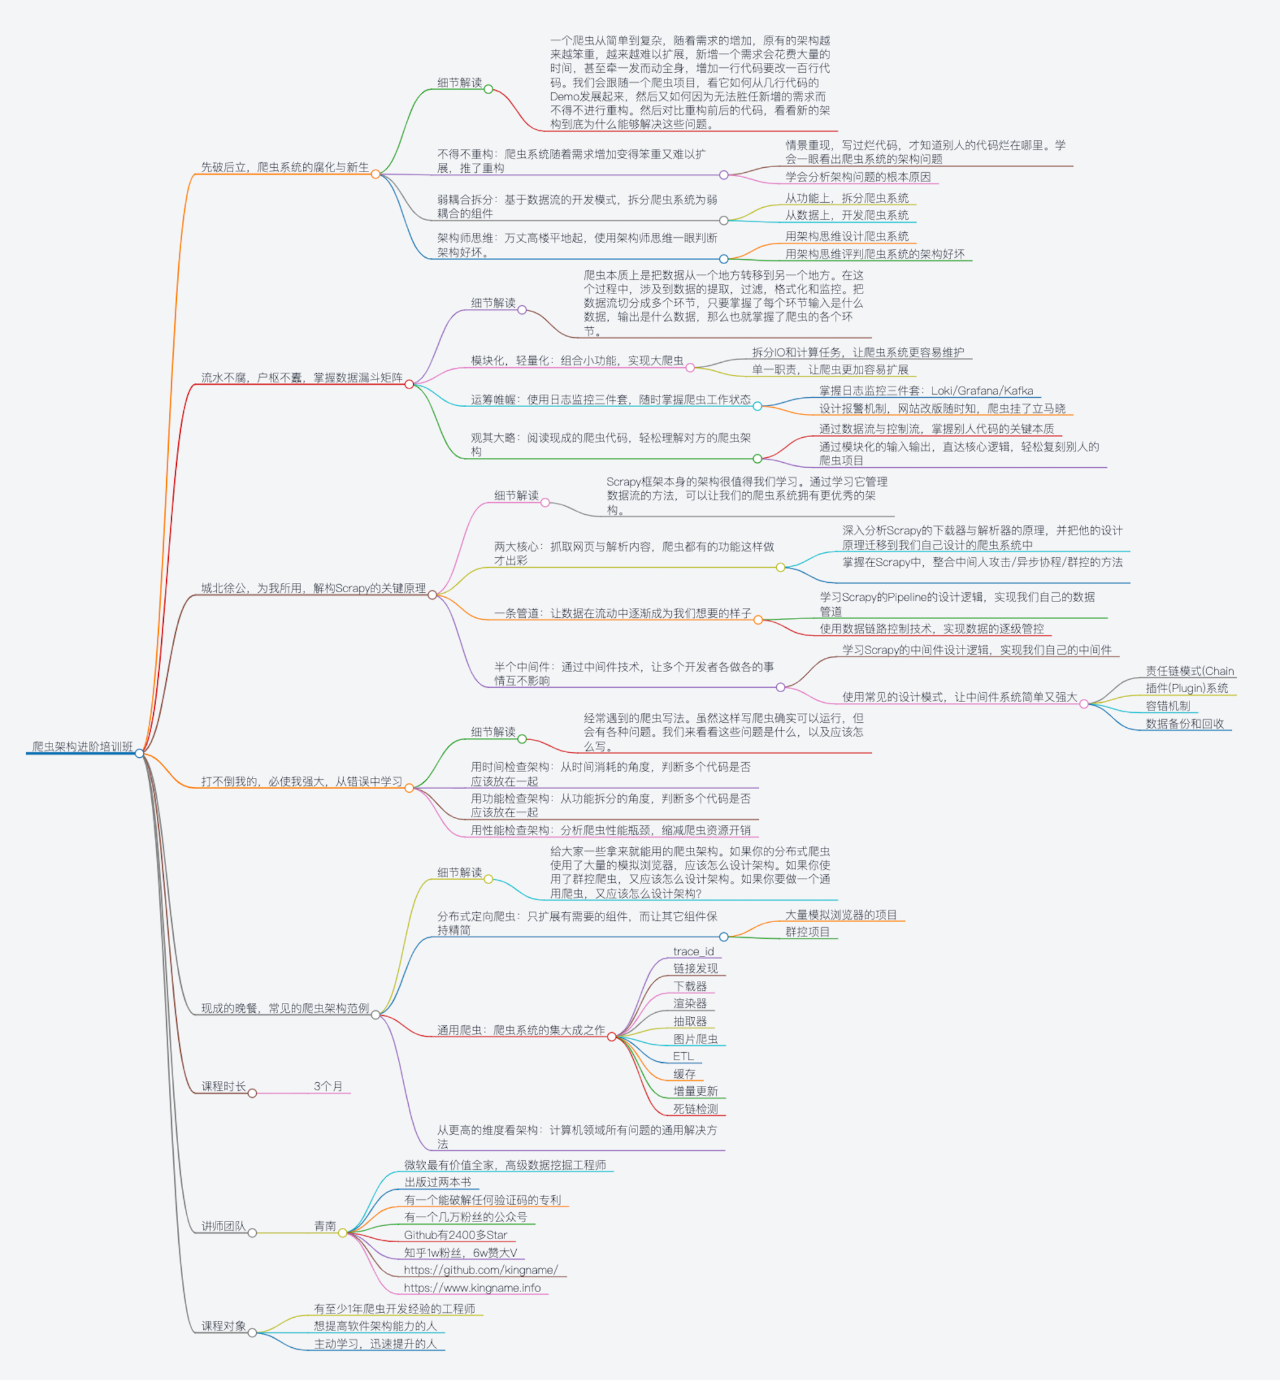 爬虫架构进阶培训班
先破后立，爬虫系统的腐化与新生
细节解读
一个爬虫从简单到复杂，随着需求的增加，原有的架构越
来越笨重，越来越难以扩展，新增一个需求会花费大量的
时间，甚至牵一发而动全身，增加一行代码要改一百行代
码。我们会跟随一个爬虫项目，看它如何从几行代码的
Demo发展起来，然后又如何因为无法胜任新增的需求而
不得不进行重构。然后对比重构前后的代码，看看新的架
构到底为什么能够解决这些问题。
不得不重构：爬虫系统随着需求增加变得笨重又难以扩
展，推了重构
情景重现，写过烂代码，才知道别人的代码烂在哪里。学
会一眼看出爬虫系统的架构问题
学会分析架构问题的根本原因
弱耦合拆分：基于数据流的开发模式，拆分爬虫系统为弱
耦合的组件
从功能上，拆分爬虫系统
从数据上，开发爬虫系统
架构师思维：万丈高楼平地起，使用架构师思维一眼判断
架构好坏。
用架构思维设计爬虫系统
用架构思维评判爬虫系统的架构好坏
流水不腐，户枢不蠹，掌握数据漏斗矩阵
细节解读
爬虫本质上是把数据从一个地方转移到另一个地方。在这
个过程中，涉及到数据的提取，过滤，格式化和监控。把
数据流切分成多个环节，只要掌握了每个环节输入是什么
数据，输出是什么数据，那么也就掌握了爬虫的各个环
节。
模块化，轻量化：组合小功能，实现大爬虫
拆分IO和计算任务，让爬虫系统更容易维护
单一职责，让爬虫更加容易扩展
运筹唯幄：使用日志监控三件套，随时掌握爬虫工作状态
掌握日志监控三件套：Loki/Grafana/Kafka
设计报警机制，网站改版随时知，爬虫挂了立马晓
观其大略：阅读现成的爬虫代码，轻松理解对方的爬虫架
构
通过数据流与控制流，掌握别人代码的关键本质
通过模块化的输入输出，直达核心逻辑，轻松复刻别人的
爬虫项目
城北徐公，为我所用，解构Scrapy的关键原理
细节解读
Scrapy框架本身的架构很值得我们学习。通过学习它管理
数据流的方法，可以让我们的爬虫系统拥有更优秀的架
构。
两大核心：抓取网页与解析内容，爬虫都有的功能这样做
才出彩
深入分析Scrapy的下载器与解析器的原理，并把他的设计
原理迁移到我们自己设计的爬虫系统中
掌握在Scrapy中，整合中间人攻击/异步协程/群控的方法
一条管道：让数据在流动中逐渐成为我们想要的样子
学习Scrapy的Pipeline的设计逻辑，实现我们自己的数据
管道
使用数据链路控制技术，实现数据的逐级管控
半个中间件：通过中间件技术，让多个开发者各做各的事
情互不影响
学习Scrapy的中间件设计逻辑，实现我们自己的中间件
使用常见的设计模式，让中间件系统简单又强大
责任链模式(Chain
插件(Plugin)系统
容错机制
数据备份和回收
打不倒我的，必使我强大，从错误中学习
细节解读
经常遇到的爬虫写法。虽然这样写爬虫确实可以运行，但
会有各种问题。我们来看看这些问题是什么，以及应该怎
么写。
用时间检查架构：从时间消耗的角度，判断多个代码是否
应该放在一起
用功能检查架构：从功能拆分的角度，判断多个代码是否
应该放在一起
用性能检查架构：分析爬虫性能瓶颈，缩减爬虫资源开销
现成的晚餐，常见的爬虫架构范例
细节解读
给大家一些拿来就能用的爬虫架构。如果你的分布式爬虫
使用了大量的模拟浏览器，应该怎么设计架构。如果你使
用了群控爬虫，又应该怎么设计架构。如果你要做一个通
用爬虫，又应该怎么设计架构？
分布式定向爬虫：只扩展有需要的组件，而让其它组件保
持精简
大量模拟浏览器的项目
群控项目
通用爬虫：爬虫系统的集大成之作
trace_id
链接发现
下载器
渲染器
抽取器
图片爬虫
ETL
缓存
增量更新
死链检测
从更高的维度看架构：计算机领域所有问题的通用解决方
法
课程时长
3个月
讲师团队
青南
微软最有价值全家，高级数据挖掘工程师
出版过两本书
有一个能破解任何验证码的专利
有一个几万粉丝的公众号
Github有2400多Star
知乎1w粉丝，6w赞大V
https://github.com/kingname/
https://www.kingname.info
课程对象
有至少1年爬虫开发经验的工程师
想提高软件架构能力的人
主动学习，迅速提升的人